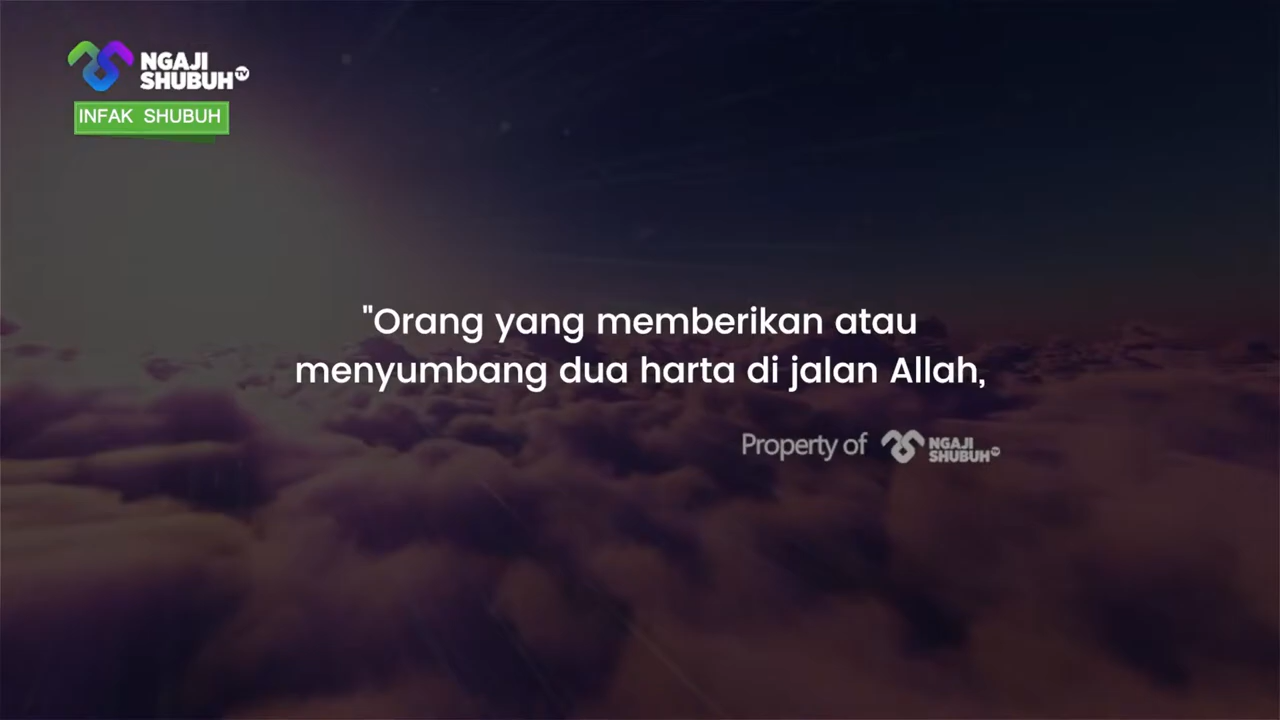 NGAJI
SHUBUH TV
INFAK SHUBUH
"Orang yang memberikan atau
menyumbang dua harta di jalan Allah,
Property of NGAJI
SHUBUH TV